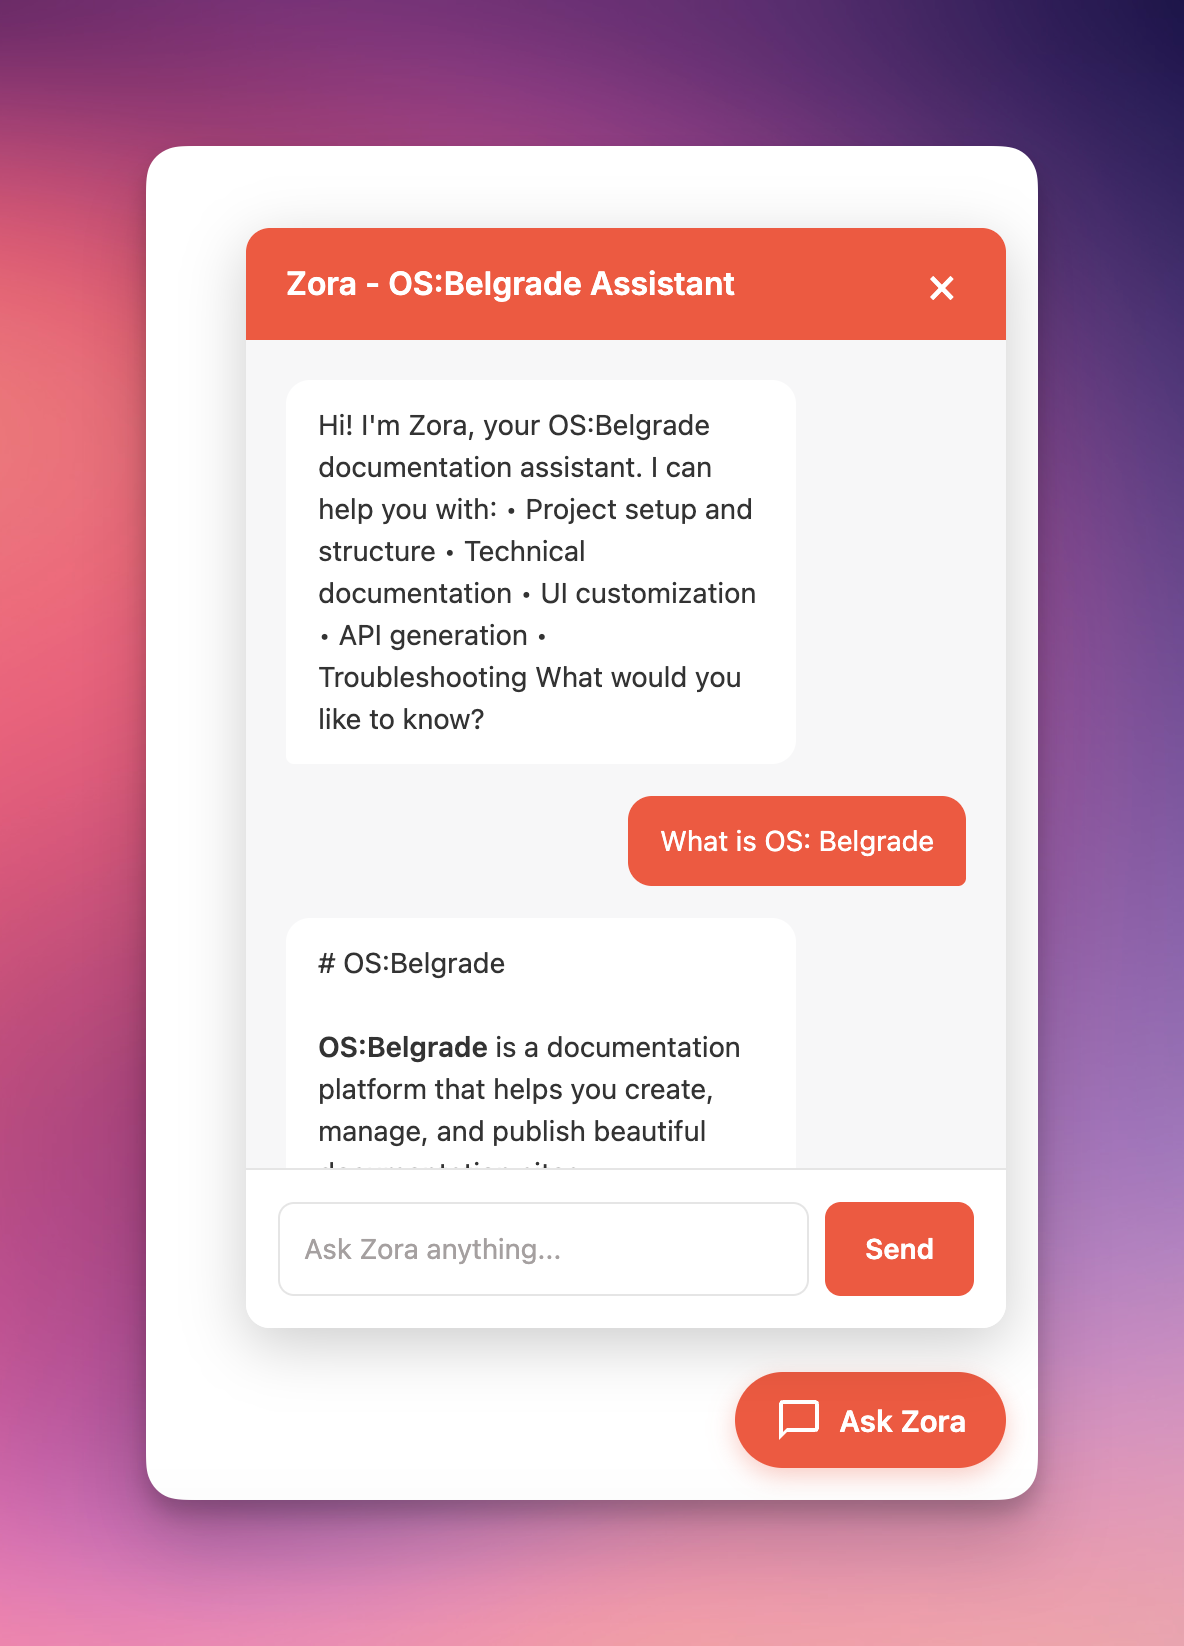 Zora - OS:Belgrade Assistant
×
Hi! I'm Zora, your OS:Belgrade
documentation assistant. I can
help you with: • Project setup and
structure • Technical
documentation • UI customization
• API generation •
Troubleshooting What would you
like to know?
What is OS: Belgrade
# OS:Belgrade
OS:Belgrade is a documentation
platform that helps you create,
manage, and publish beautiful
Ask Zora anything...
Send
Ask Zora